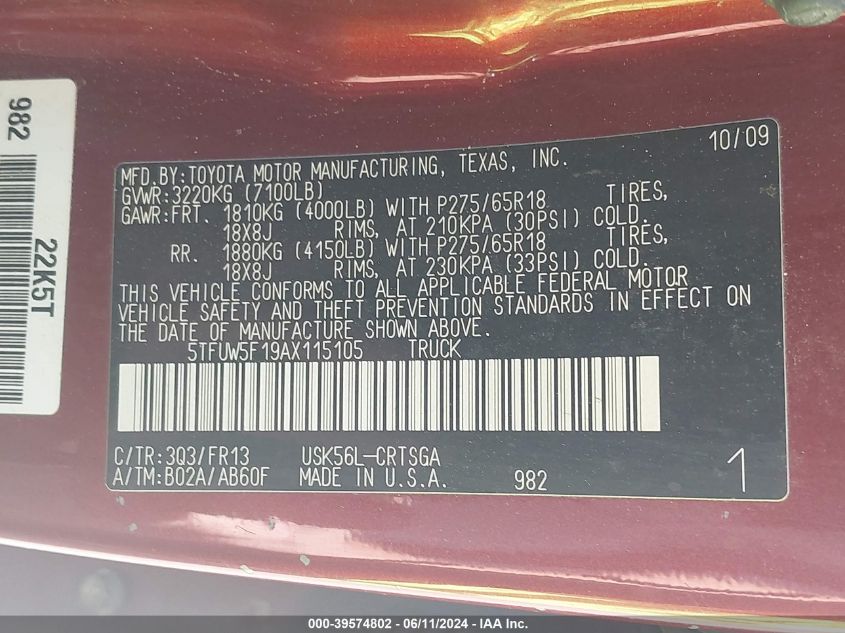 982
22K5T
10/09
MFD.BY:TOYOTA MOTOR MANUFACTURING, TEXAS, INC.
GVWR:3220KG (7100LB)
GAWR:FRT. 1810KG (4000LB) WITH P275/65R18 TIRES,
18X8J RIMS, AT 210KPA (30PSI) COLD.
RR. 1880KG (4150LB) WITH P275/65R18 TIRES,
18X8J RIMS, AT 230KPA (33PSI) COLD.
THIS VEHICLE CONFORMS TO ALL APPLICABLE FEDERAL MOTOR
VEHICLE SAFETY AND THEFT PREVENTION STANDARDS IN EFFECT ON
THE DATE OF MANUFACTURE SHOWN ABOVE.
5TFUW5F19AX115105 TRUCK
C/TR:3Q3/FR13 USK56L-CRTSGA
A/TM:B02A/AB60F MADE IN U.S.A. 982 1
000-39574802 - 06/11/2024 - IAA Inc.